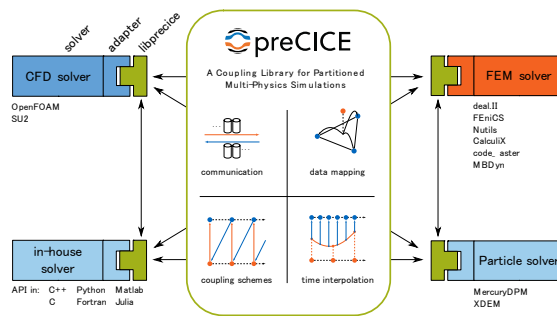 solver
adapter
libprecice
preCICE
A Coupling Library for Partitioned
Multi-Physics Simulations
CFD solver
OpenFOAM
SU2
FEM solver
deal.II
FEniCS
Nutils
CalculiX
code_aster
MBDyn
communication
data mapping
coupling schemes
time interpolation
in-house
solver
API in: C++ Python Matlab
C Fortran Julia
Particle solver
MercuryDPM
XDEM